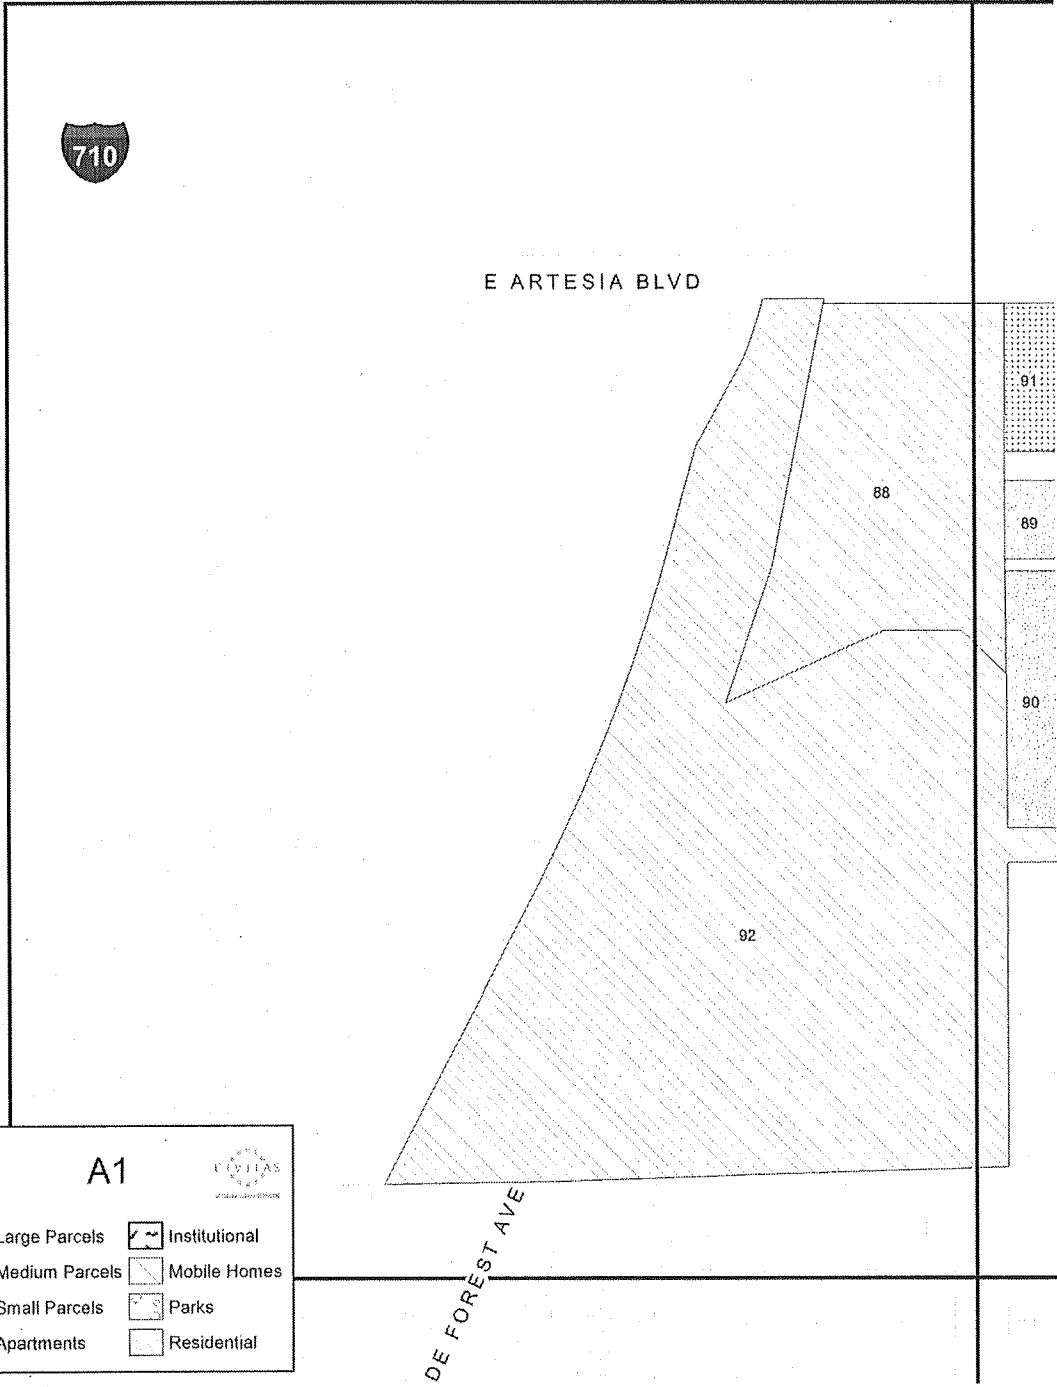 710
E ARTESIA BLVD
91
88
89
90
92
A1
CIVITAS
Large Parcels
Institutional
Medium Parcels
Mobile Homes
Small Parcels
Parks
Apartments
Residential
DE FOREST AVE